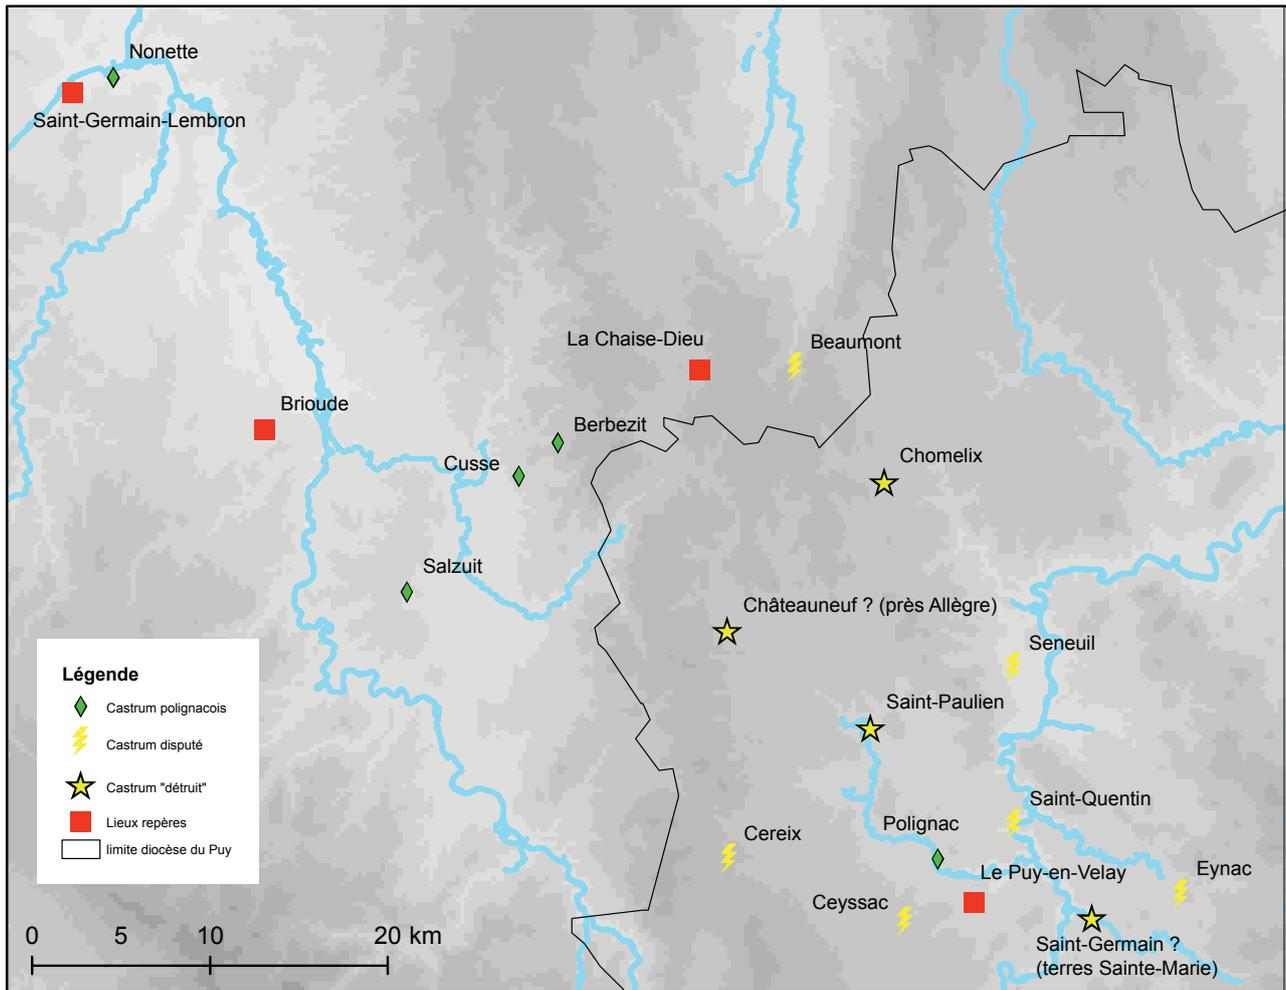 Nonette
Saint-Germain-Lembron
La Chaise-Dieu
Beaumont
Brioude
Berbezit
Cusse
Chomelix
Salzuit
Châteauneuf ? (près Allègre)
Seneuil
Saint-Paulien
Saint-Quentin
Polignac
Cereix
Le Puy-en-Velay
Eynac
Ceyssac
Saint-Germain ?
(terres Sainte-Marie)
Légende
Castrum polignacois
Castrum disputé
Castrum "détruit"
Lieux repères
limite diocèse du Puy
0 5 10 20 km